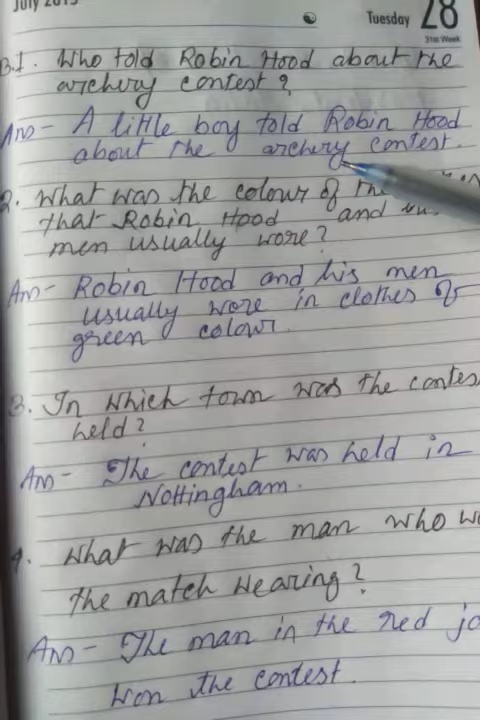 July 2015
Tuesday 28
31st Week
B.1. Who told Robin Hood about the
archery contest?
Ans- A little boy told Robin Hood
about the archery contest.
2. What was the colour of the
that Robin Hood and
men usually wore?
Ans- Robin Hood and his men
usually wore in clothes of
green colour.
3. In which town was the contes
held?
Ans- The contest was held in
Nottingham.
4. What was the man who w
the match wearing?
Ans- The man in the red ja
won the contest.